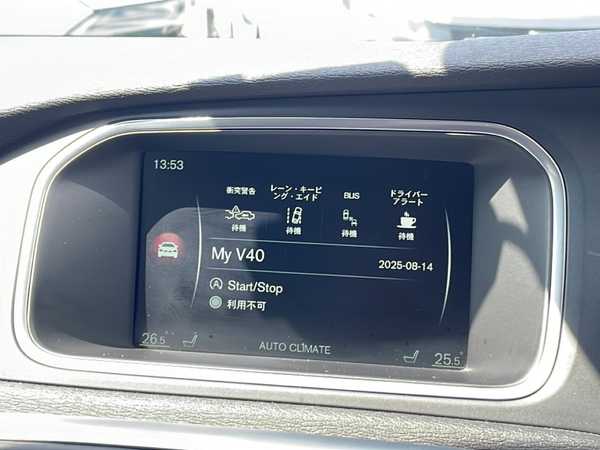 13:53
衝突警告
レーン・キーピ
ング・エイド
BLIS
ドライバー
アラート
待機
待機
待機
待機
My V40
2025-08-14
Start/Stop
利用不可
26.5
AUTO CLIMATE
25.5